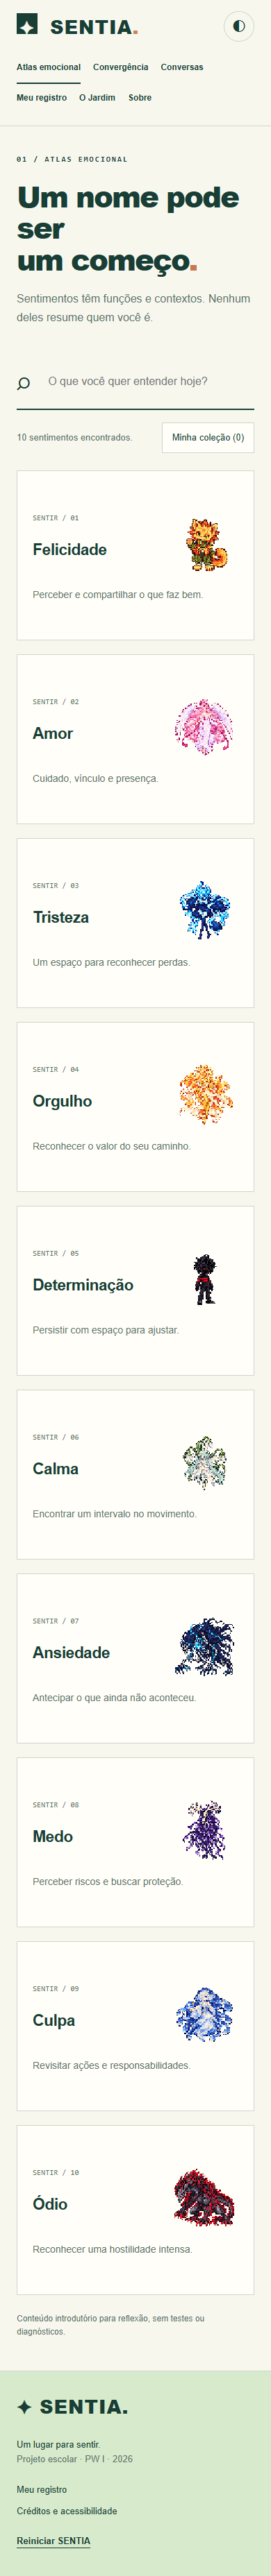 SENTIA.
Atlas emocional Convergência Conversas
Meu registro O Jardim Sobre
01 / ATLAS EMOCIONAL
Um nome pode
ser
um começo.
Sentimentos têm funções e contextos. Nenhum
deles resume quem você é.
O que você quer entender hoje?
10 sentimentos encontrados.
Minha coleção (0)
SENTIR / 01
Felicidade
Perceber e compartilhar o que faz bem.
SENTIR / 02
Amor
Cuidado, vínculo e presença.
SENTIR / 03
Tristeza
Um espaço para reconhecer perdas.
SENTIR / 04
Orgulho
Reconhecer o valor do seu caminho.
SENTIR / 05
Determinação
Persistir com espaço para ajustar.
SENTIR / 06
Calma
Encontrar um intervalo no movimento.
SENTIR / 07
Ansiedade
Antecipar o que ainda não aconteceu.
SENTIR / 08
Medo
Perceber riscos e buscar proteção.
SENTIR / 09
Culpa
Revisitar ações e responsabilidades.
SENTIR / 10
Ódio
Reconhecer uma hostilidade intensa.
Conteúdo introdutório para reflexão, sem testes ou
diagnósticos.
SENTIA.
Um lugar para sentir.
Projeto escolar · PW I · 2026
Meu registro
Créditos e acessibilidade
Reiniciar SENTIA